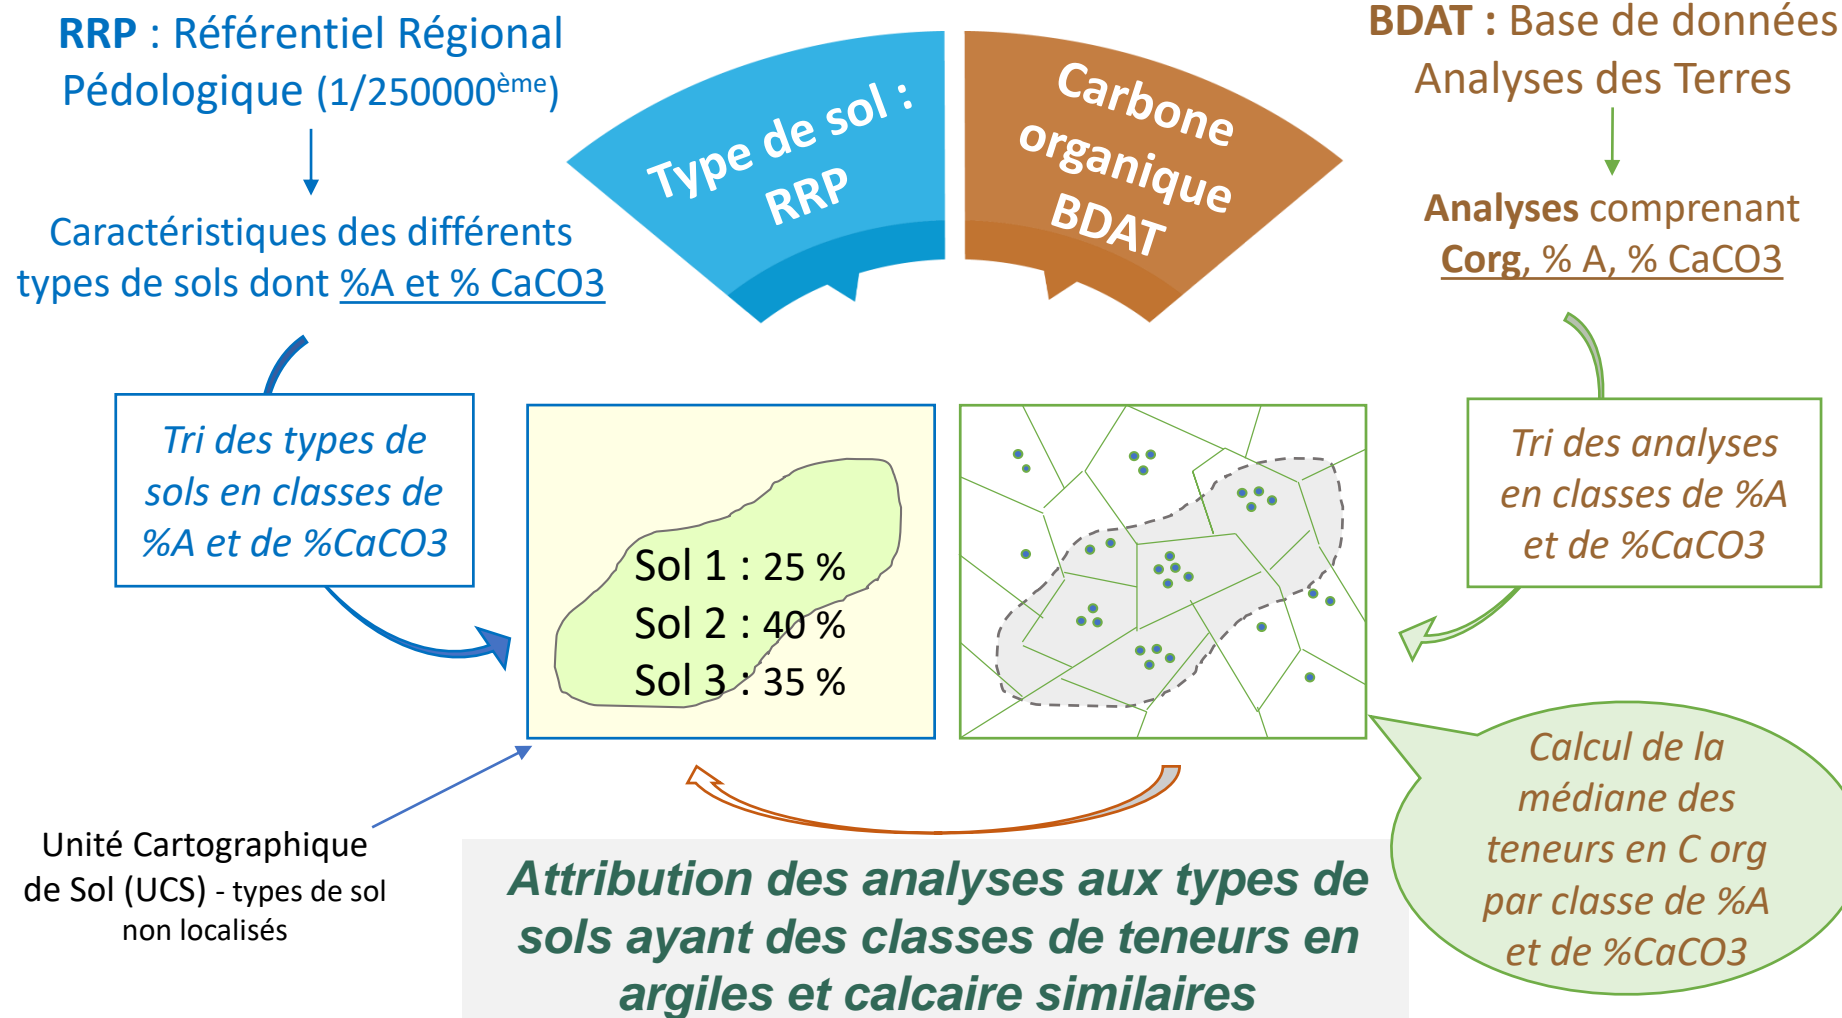 RRP : Référentiel Régional
Pédologique (1/250000ème)
Caractéristiques des différents
types de sols dont %A et % CaCO3
Tri des types de
sols en classes de
%A et de %CaCO3
Type de sol :
RRP
Carbone
organique
BDAT
BDAT : Base de données
Analyses des Terres
Analyses comprenant
Corg, % A, % CaCO3
Tri des analyses
en classes de %A
et de %CaCO3
Sol 1 : 25 %
Sol 2 : 40 %
Sol 3 : 35 %
Unité Cartographique
de Sol (UCS) - types de sol
non localisés
Calcul de la
médiane des
teneurs en C org
par classe de %A
et de %CaCO3
Attribution des analyses aux types de
sols ayant des classes de teneurs en
argiles et calcaire similaires